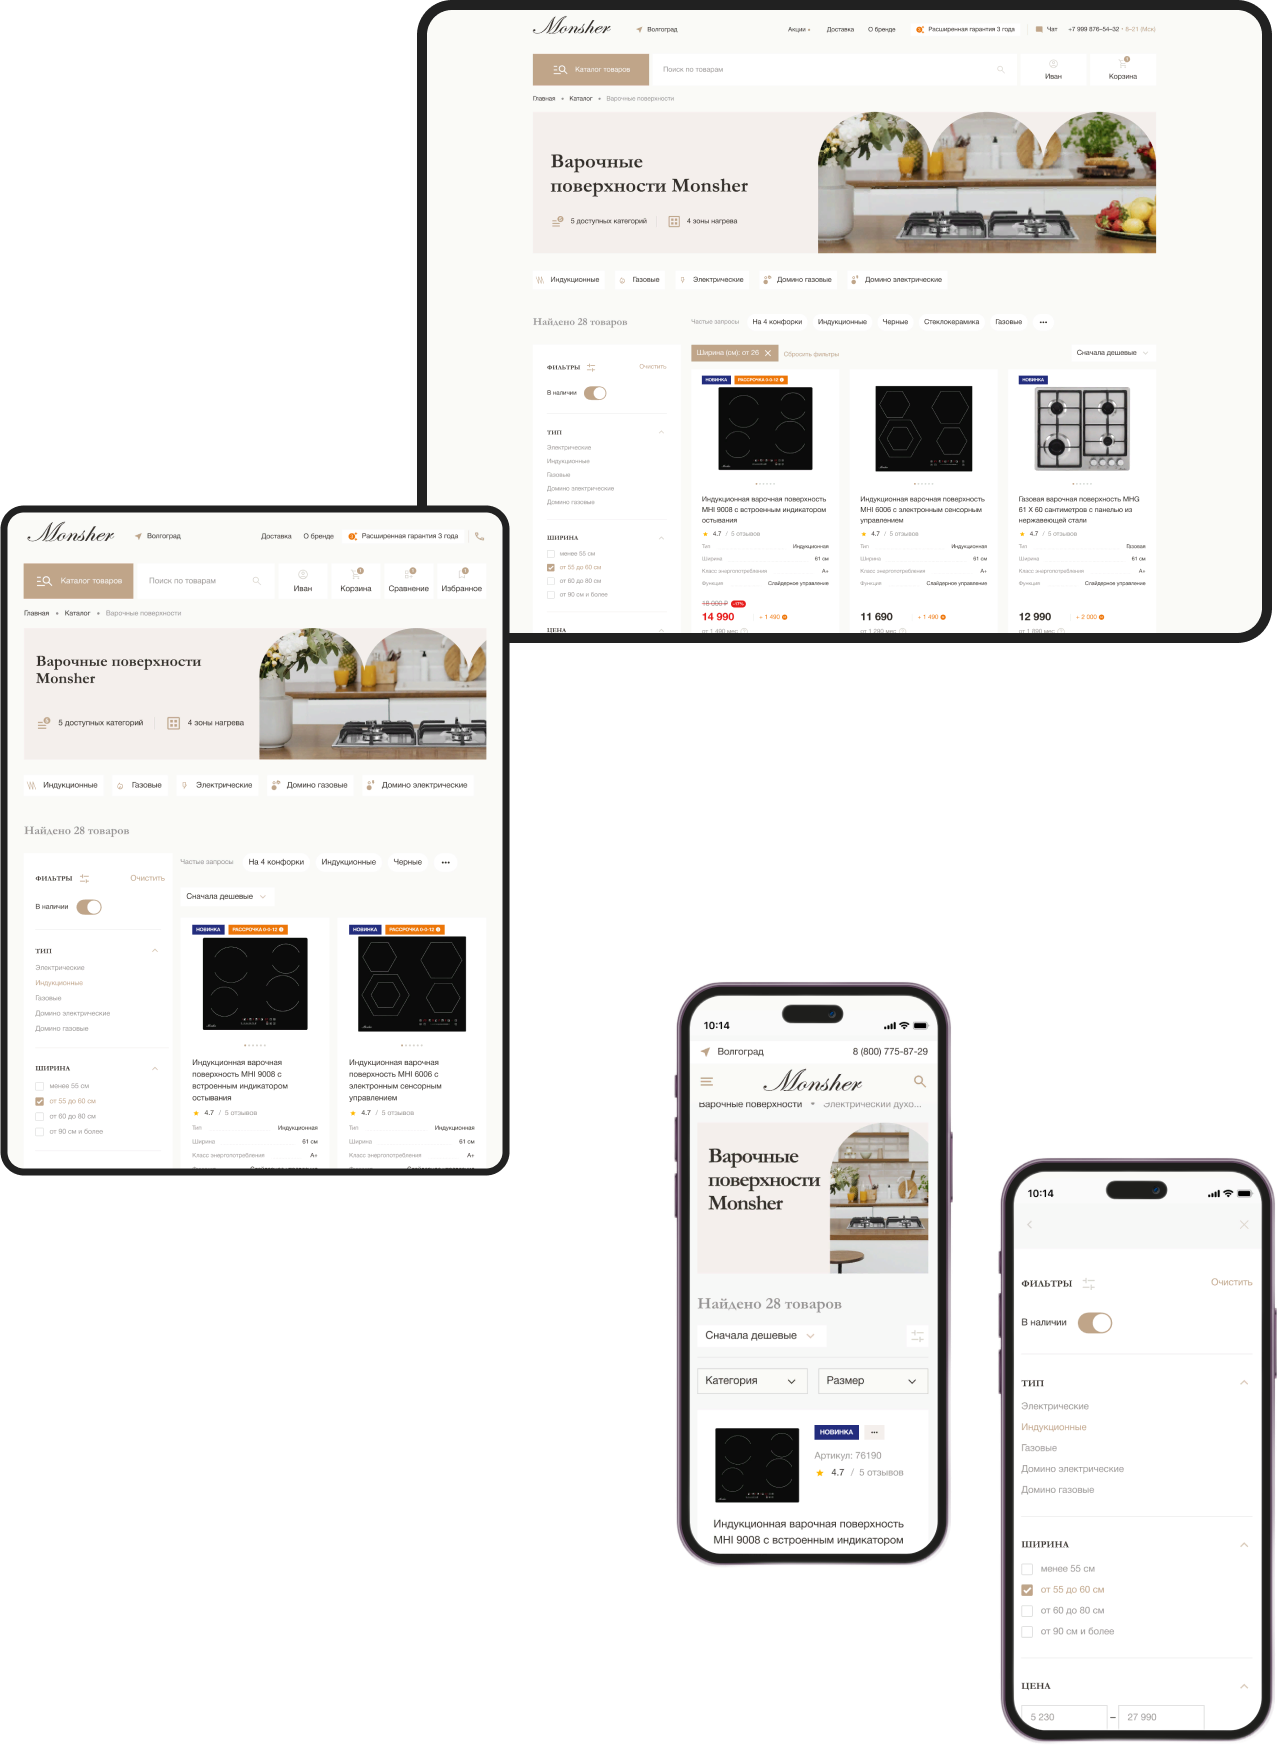 Monsher
Волгоград
Акции
Доставка
О бренде
Расширенная гарантия 3 года
Чат
+7 999 876-54-32 • 8-21 (Мск)
Каталог товаров
Поиск по товарам
Иван
Корзина
Главная • Каталог • Варочные поверхности
Варочные
поверхности Monsher
5 доступных категорий
4 зоны нагрева
Индукционные
Газовые
Электрические
Домино газовые
Домино электрические
Найдено 28 товаров
Частые запросы
На 4 конфорки
Индукционные
Черные
Стеклокерамика
Газовые
•••
Ширина (см): от 26
Сбросить фильтры
Сначала дешевые
ФИЛЬТРЫ
Очистить
В наличии
ТИП
Электрические
Индукционные
Газовые
Домино электрические
Домино газовые
ШИРИНА
менее 55 см
от 55 до 60 см
от 60 до 80 см
от 90 см и более
ЦЕНА
НОВИНКА
РАССРОЧКА 0-0-12
Индукционная варочная поверхность
MHI 9008 с встроенным индикатором
остывания
4.7 / 5 отзывов
Тип Индукционная
Ширина 61 см
Класс энергопотребления A+
Функция Слайдерное управление
18 000 ₽ -17%
14 990
+ 1 490
от 1 490 мес
Индукционная варочная поверхность
MHI 6006 с электронным сенсорным
управлением
4.7 / 5 отзывов
Тип Индукционная
Ширина 61 см
Класс энергопотребления A+
Функция Слайдерное управление
11 690
+ 1 490
от 1 290 мес
НОВИНКА
Газовая варочная поверхность MHG
61 X 60 сантиметров с панелью из
нержавеющей стали
4.7 / 5 отзывов
Тип Газовая
Ширина 61 см
Класс энергопотребления A+
Функция Слайдерное управление
12 990
+ 2 000
от 1 890 мес
Monsher
Волгоград
Доставка
О бренде
Расширенная гарантия 3 года
Каталог товаров
Поиск по товарам
Иван
Корзина
Сравнение
Избранное
Главная • Каталог • Варочные поверхности
Варочные поверхности
Monsher
5 доступных категорий
4 зоны нагрева
Индукционные
Газовые
Электрические
Домино газовые
Домино электрические
Найдено 28 товаров
Частые запросы
На 4 конфорки
Индукционные
Черные
•••
Сначала дешевые
ФИЛЬТРЫ
Очистить
В наличии
ТИП
Электрические
Индукционные
Газовые
Домино электрические
Домино газовые
ШИРИНА
менее 55 см
от 55 до 60 см
от 60 до 80 см
от 90 см и более
НОВИНКА
РАССРОЧКА 0-0-12
Индукционная варочная
поверхность MHI 9008 с
встроенным индикатором
остывания
4.7 / 5 отзывов
Тип Индукционная
Ширина 61 см
Класс энергопотребления A+
НОВИНКА
РАССРОЧКА 0-0-12
Индукционная варочная
поверхность MHI 6006 с
электронным сенсорным
управлением
4.7 / 5 отзывов
Тип Индукционная
Ширина 61 см
Класс энергопотребления A+
10:14
Волгоград
8 (800) 775-87-29
Monsher
Варочные поверхности • Электрический духо...
Варочные
поверхности
Monsher
Найдено 28 товаров
Сначала дешевые
Категория
Размер
НОВИНКА
•••
Артикул: 76190
4.7 / 5 отзывов
Индукционная варочная поверхность
MHI 9008 с встроенным индикатором
10:14
ФИЛЬТРЫ
Очистить
В наличии
ТИП
Электрические
Индукционные
Газовые
Домино электрические
Домино газовые
ШИРИНА
менее 55 см
от 55 до 60 см
от 60 до 80 см
от 90 см и более
ЦЕНА
5 230 – 27 990